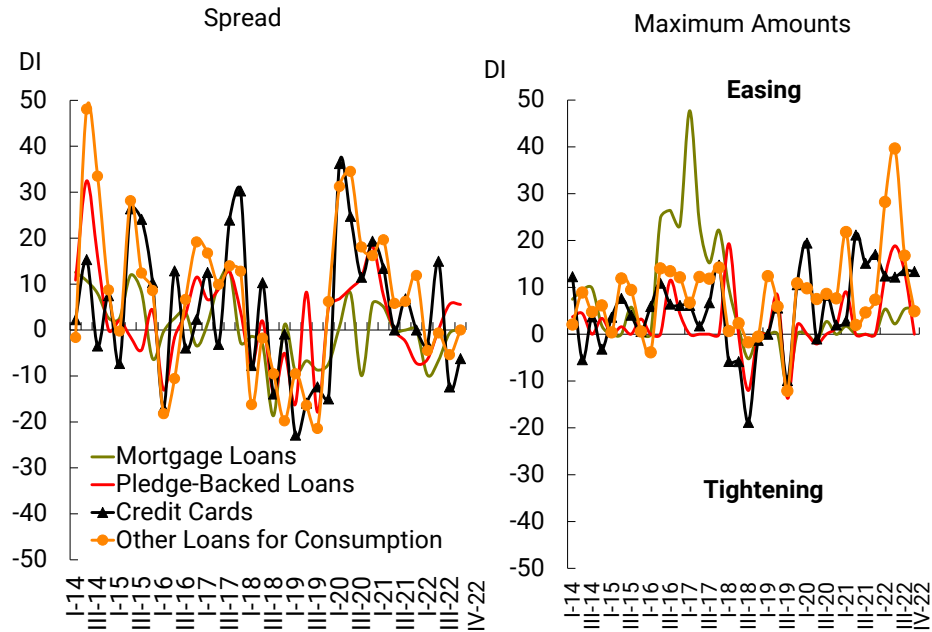 Spread
DI
50
40
30
20
10
0
-10
-20
-30
-40
-50
Mortgage Loans
Pledge-Backed Loans
Credit Cards
Other Loans for Consumption
I-14
III-14
I-15
III-15
I-16
III-16
I-17
III-17
I-18
III-18
I-19
III-19
I-20
III-20
I-21
III-21
I-22
III-22
IV-22
Maximum Amounts
DI
50
40
30
20
10
0
-10
-20
-30
-40
-50
Easing
Tightening
I-14
III-14
I-15
III-15
I-16
III-16
I-17
III-17
I-18
III-18
I-19
III-19
I-20
III-20
I-21
III-21
I-22
III-22
IV-22